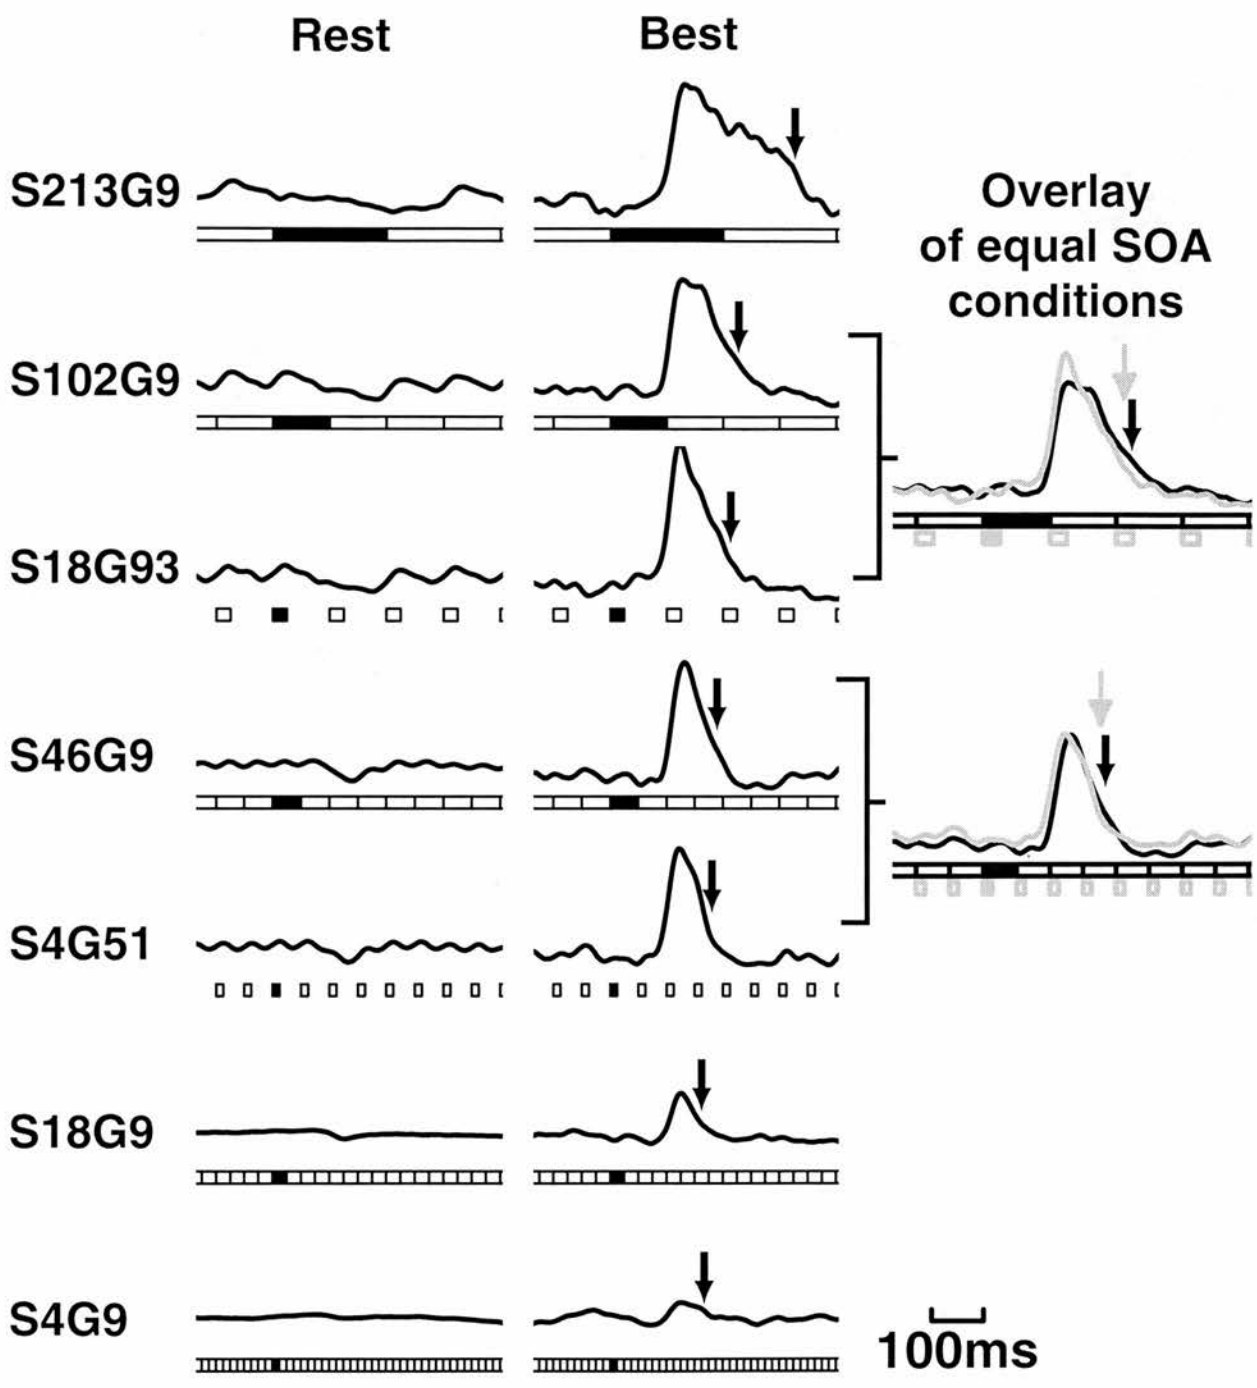 Rest
Best
S213G9
Overlay
of equal SOA
conditions
S102G9
S18G93
S46G9
S4G51
S18G9
S4G9
100ms